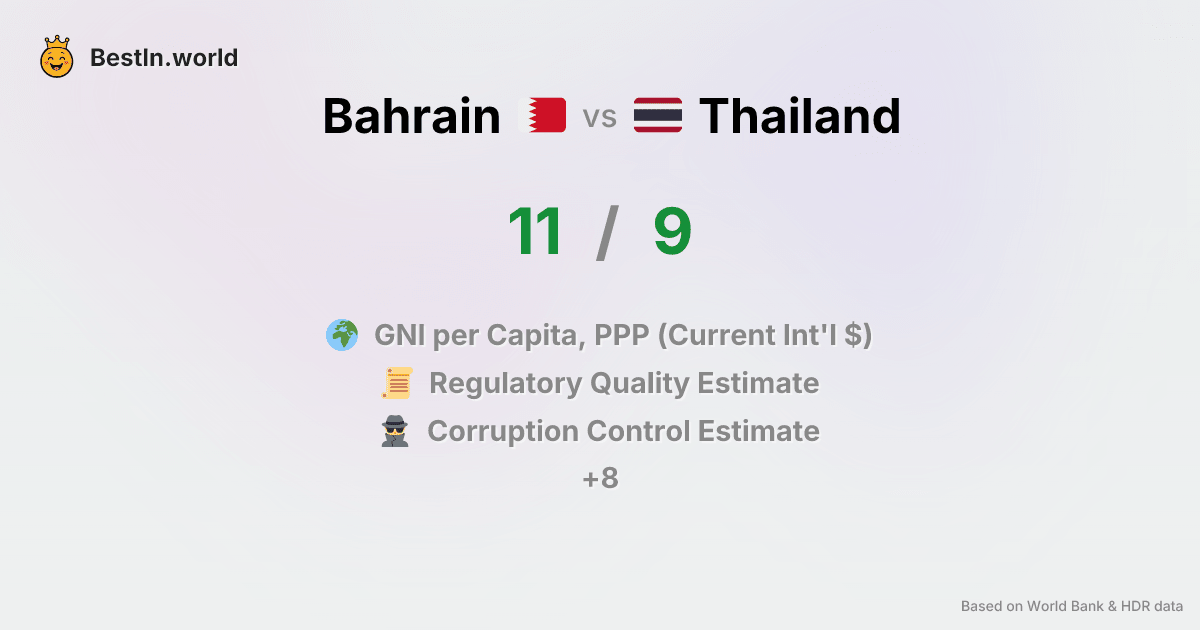 BestIn.world
Bahrain vs Thailand
11 / 9
GNI per Capita, PPP (Current Int'l $)
Regulatory Quality Estimate
Corruption Control Estimate
+8
Based on World Bank & HDR data